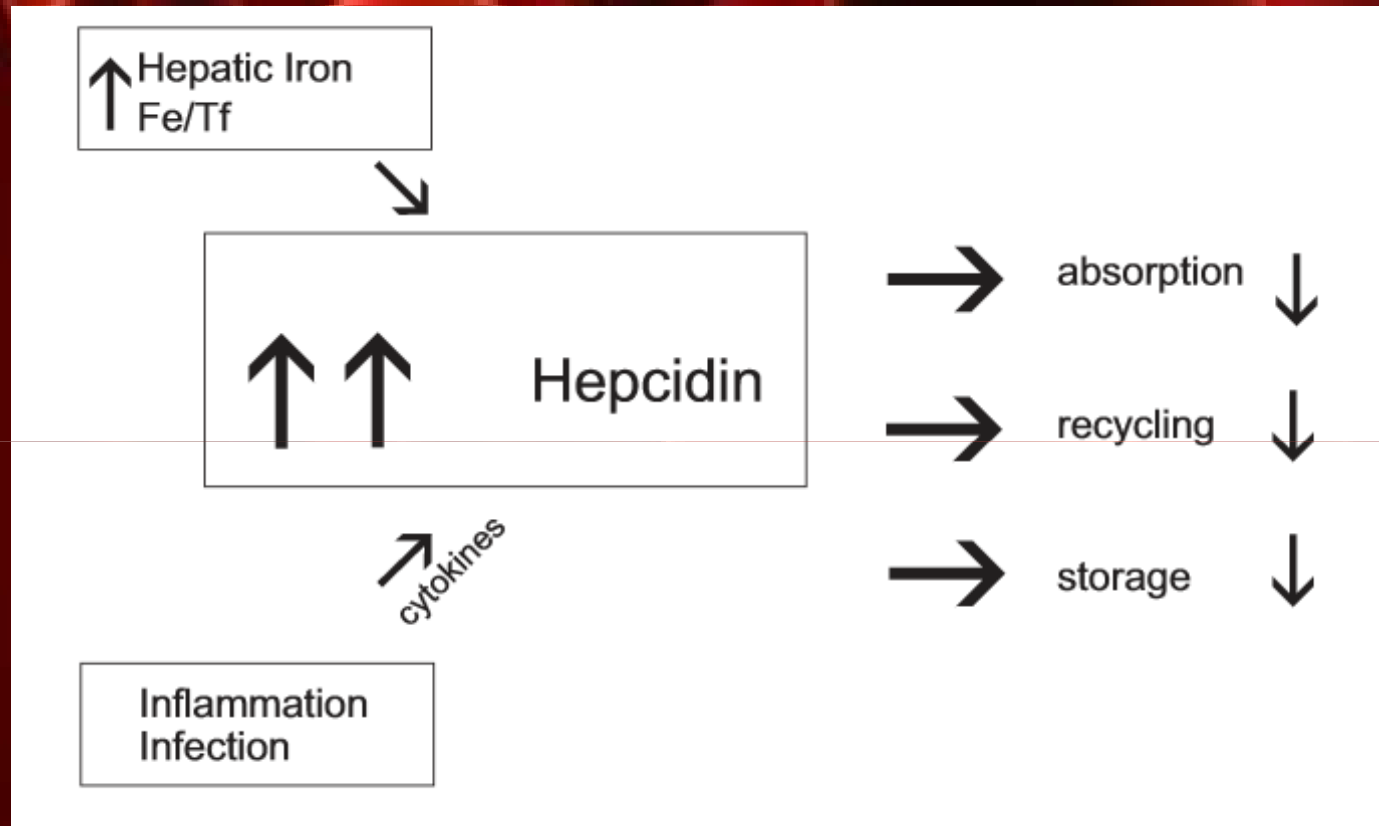 Hepatic Iron
Fe/Tf
Hepcidin
absorption
recycling
storage
cytokines
Inflammation
Infection